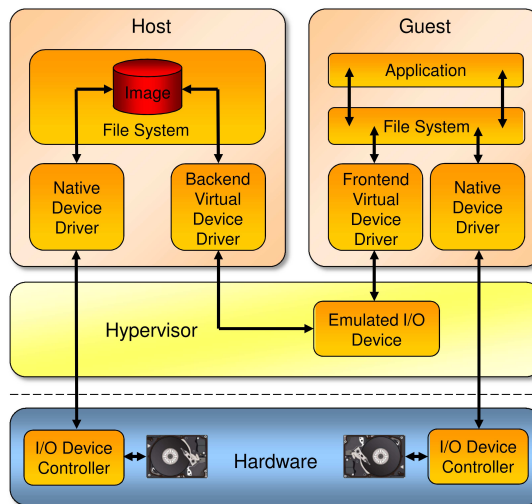 Host
Guest
Image
File System
Application
File System
Native
Device
Driver
Backend
Virtual
Device
Driver
Frontend
Virtual
Device
Driver
Native
Device
Driver
Hypervisor
Emulated I/O
Device
I/O Device
Controller
Hardware
I/O Device
Controller